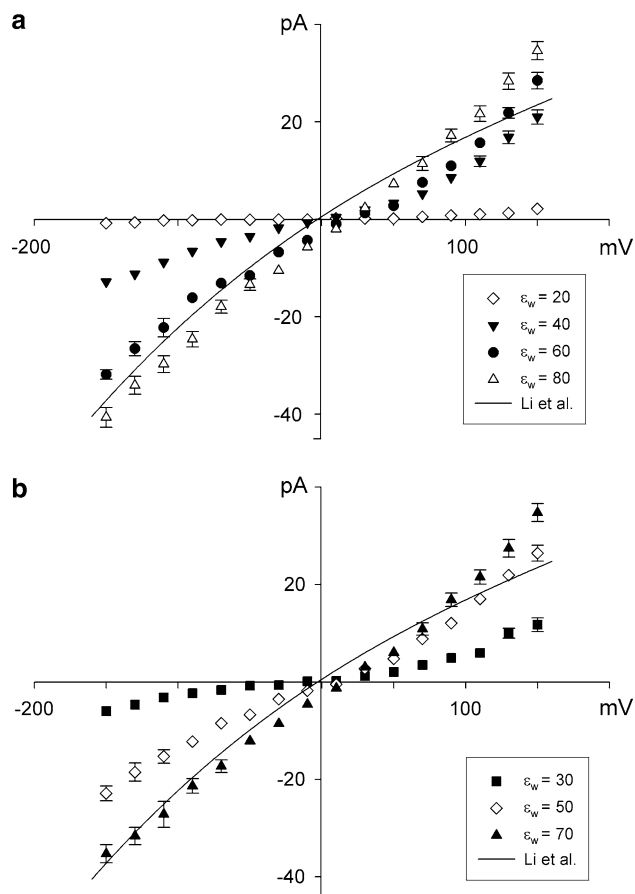 a
pA
20
-200
100
mV
-20
-40
εw = 20
εw = 40
εw = 60
εw = 80
Li et al.
b
pA
20
-200
100
mV
-20
-40
εw = 30
εw = 50
εw = 70
Li et al.